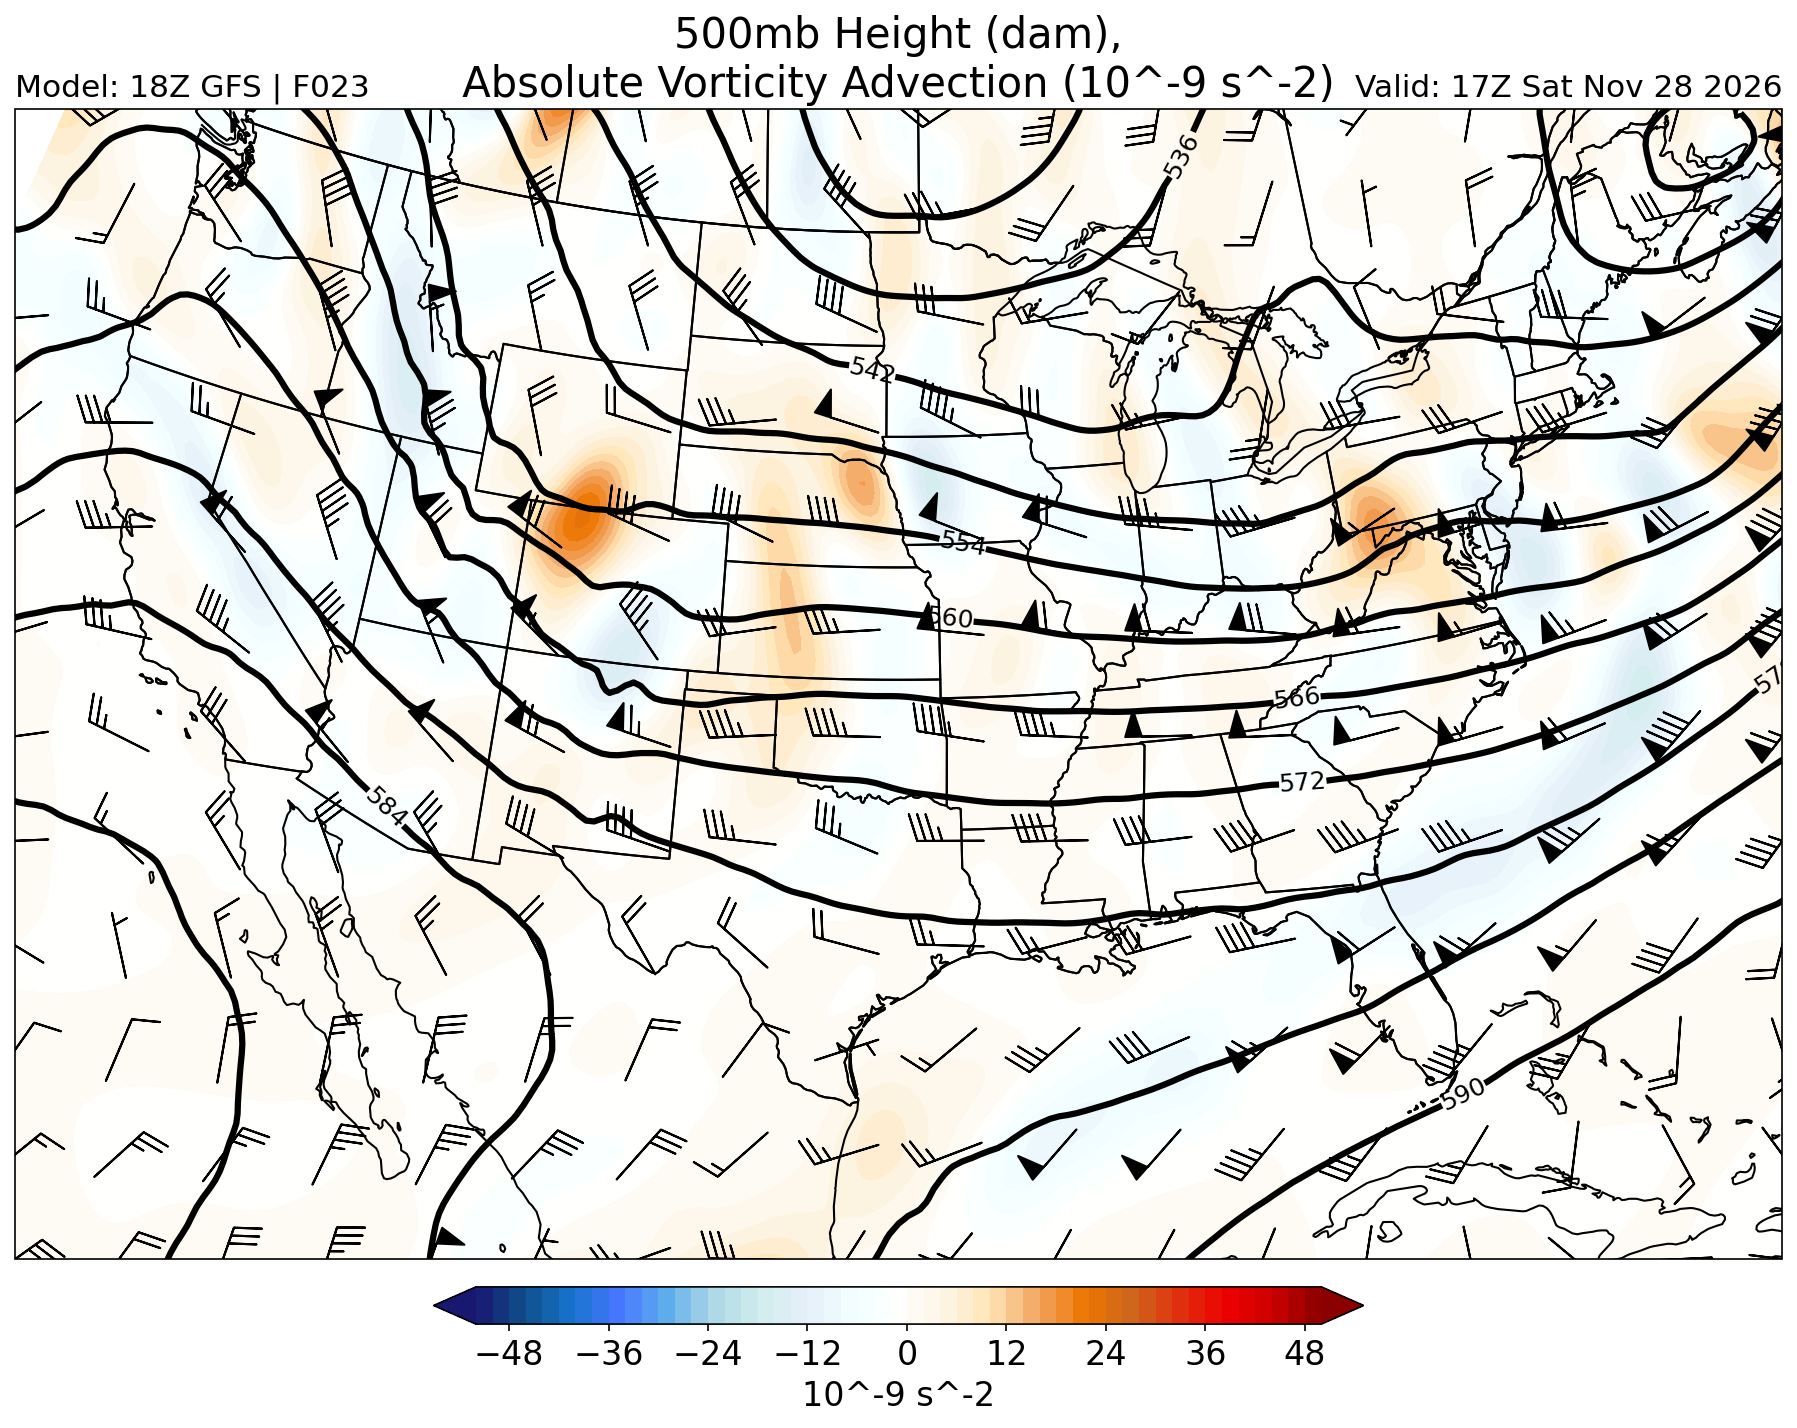 500mb Height (dam),
Model: 18Z GFS | F023
Absolute Vorticity Advection (10^-9 s^-2)
Valid: 17Z Sat Nov 28 2026
536
542
554
560
566
572
584
590
−48 −36 −24 −12 0 12 24 36 48
10^-9 s^-2